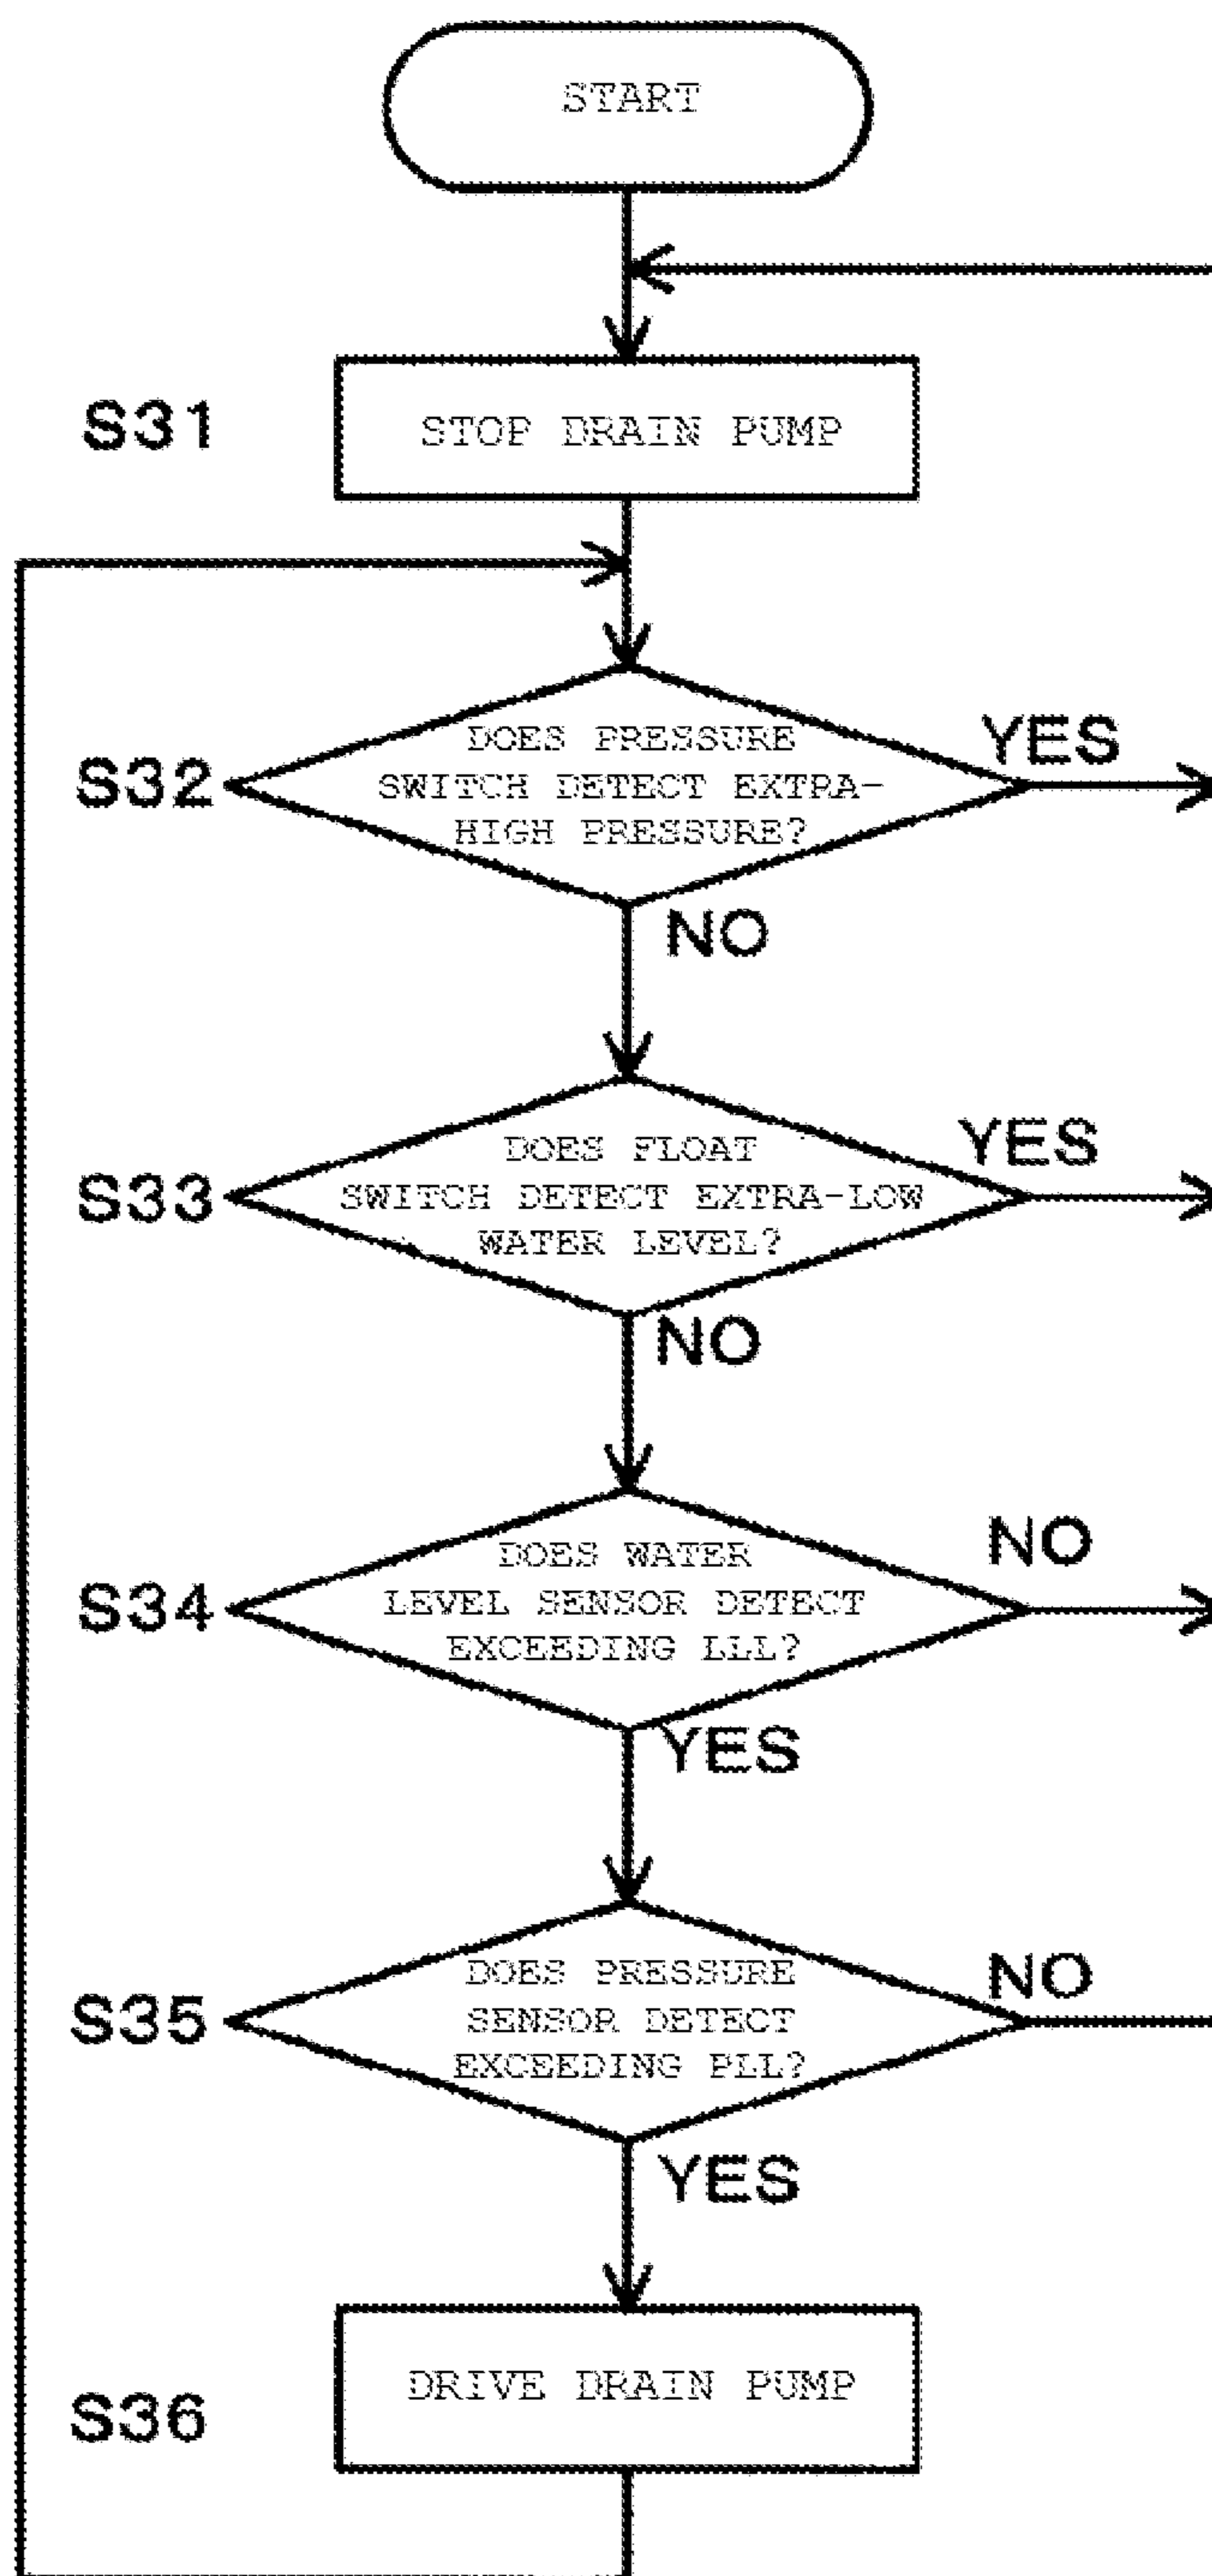 START
S31
STOP DRAIN PUMP
S32
DOES PRESSURE
SWITCH DETECT EXTRA-
HIGH PRESSURE?
YES
NO
S33
DOES FLOAT
SWITCH DETECT EXTRA-LOW
WATER LEVEL?
YES
NO
S34
DOES WATER
LEVEL SENSOR DETECT
EXCEEDING LLL?
NO
YES
S35
DOES PRESSURE
SENSOR DETECT
EXCEEDING PLL?
NO
YES
S36
DRIVE DRAIN PUMP